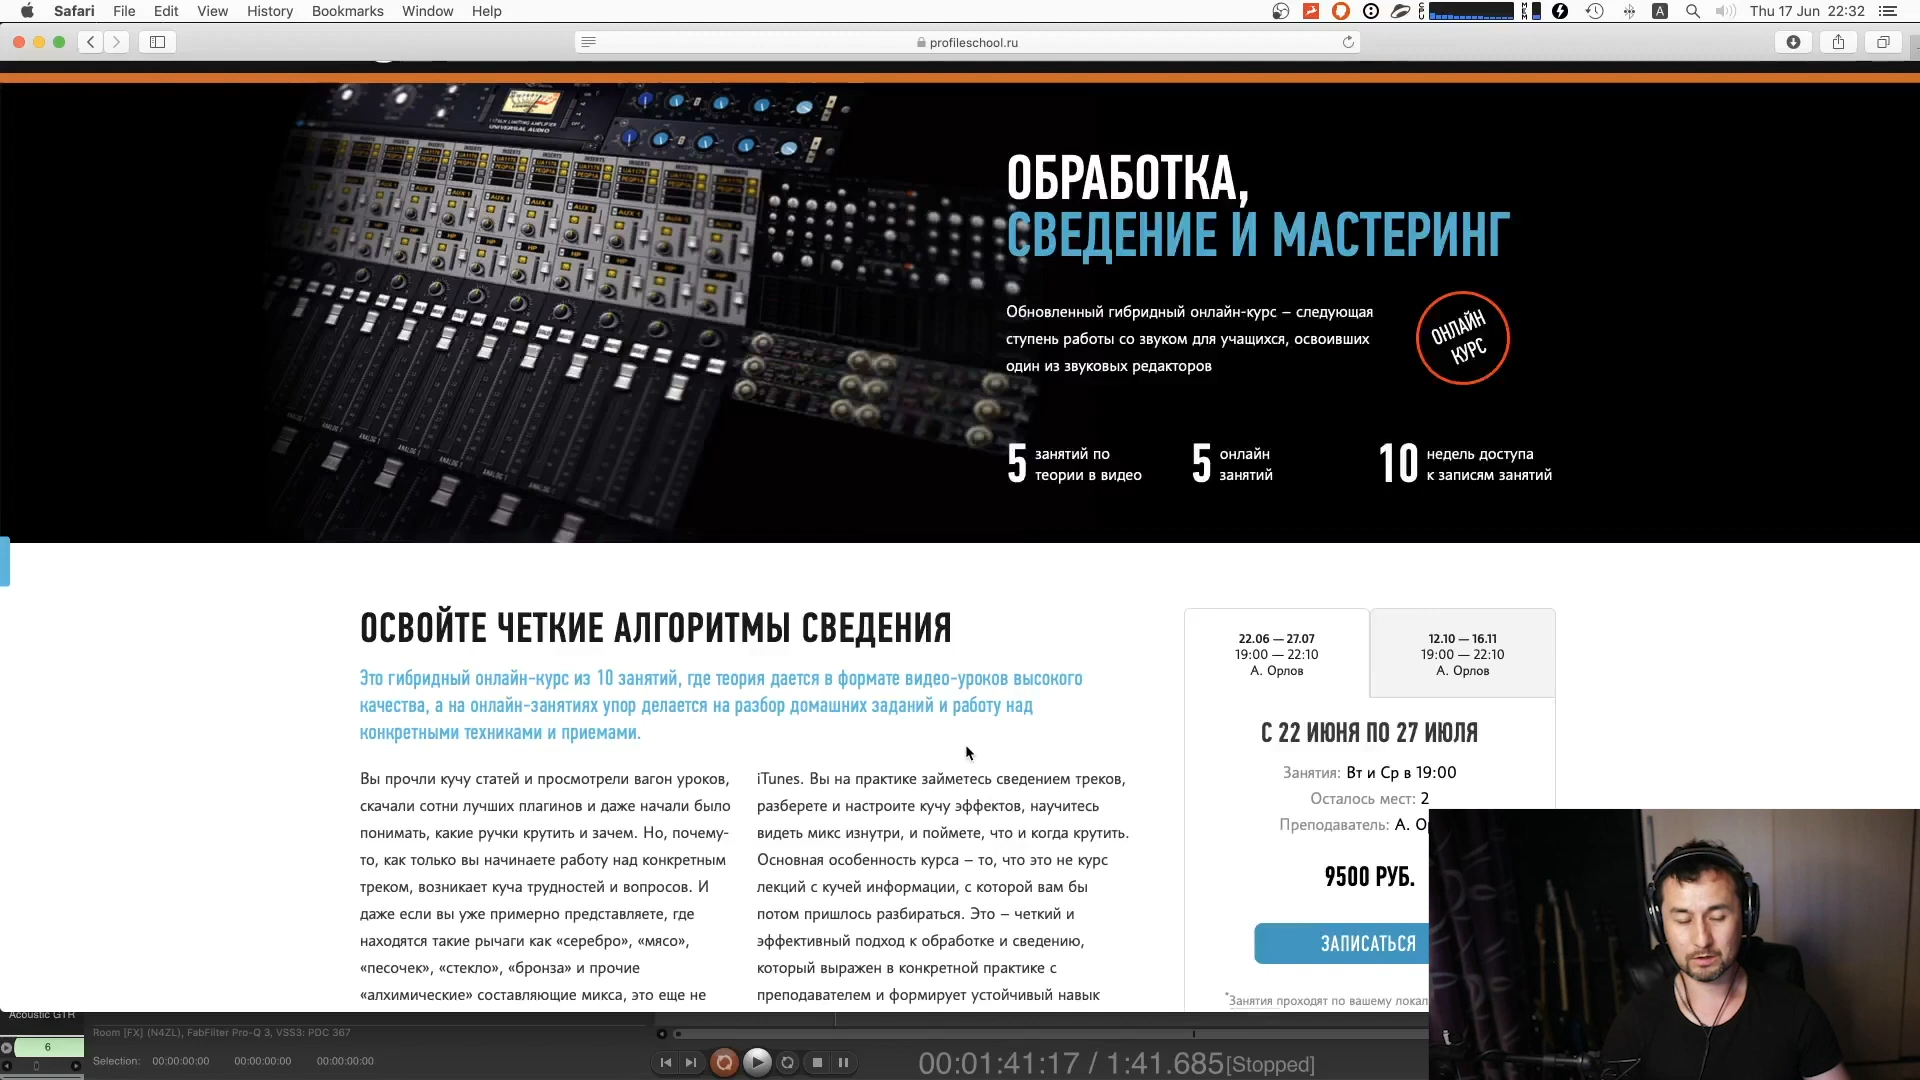 Safari File Edit View History Bookmarks Window Help
Thu 17 Jun 22:32
profileschool.ru
ОБРАБОТКА,
СВЕДЕНИЕ И МАСТЕРИНГ
Обновленный гибридный онлайн-курс – следующая
ступень работы со звуком для учащихся, освоивших
один из звуковых редакторов
ОНЛАЙН
КУРС
5 занятий по
теории в видео
5 онлайн
занятий
10 недель доступа
к записям занятий
ОСВОЙТЕ ЧЕТКИЕ АЛГОРИТМЫ СВЕДЕНИЯ
Это гибридный онлайн-курс из 10 занятий, где теория дается в формате видео-уроков высокого
качества, а на онлайн-занятиях упор делается на разбор домашних заданий и работу над
конкретными техниками и приемами.
Вы прочли кучу статей и просмотрели вагон уроков,
скачали сотни лучших плагинов и даже начали было
понимать, какие ручки крутить и зачем. Но, почему-
то, как только вы начинаете работу над конкретным
треком, возникает куча трудностей и вопросов. И
даже если вы уже примерно представляете, где
находятся такие рычаги как «серебро», «мясо»,
«песочек», «стекло», «бронза» и прочие
«алхимические» составляющие микса, это еще не
iTunes. Вы на практике займетесь сведением треков,
разберете и настроите кучу эффектов, научитесь
видеть микс изнутри, и поймете, что и когда крутить.
Основная особенность курса – то, что это не курс
лекций с кучей информации, с которой вам бы
потом пришлось разбираться. Это – четкий и
эффективный подход к обработке и сведению,
который выражен в конкретной практике с
преподавателем и формирует устойчивый навык
22.06 — 27.07
19:00 — 22:10
А. Орлов
12.10 — 16.11
19:00 — 22:10
А. Орлов
С 22 ИЮНЯ ПО 27 ИЮЛЯ
Занятия: Вт и Ср в 19:00
Осталось мест: 2
Преподаватель: А. Ор
9500 РУБ.
ЗАПИСАТЬСЯ
*Занятия проходят по вашему локал
Acoustic GTR
Room [FX] (N4ZL), FabFilter Pro-Q 3, VSS3: PDC 367
6
Selection: 00:00:00:00 00:00:00:00 00:00:00:00
00:01:41:17 / 1:41.685 [Stopped]